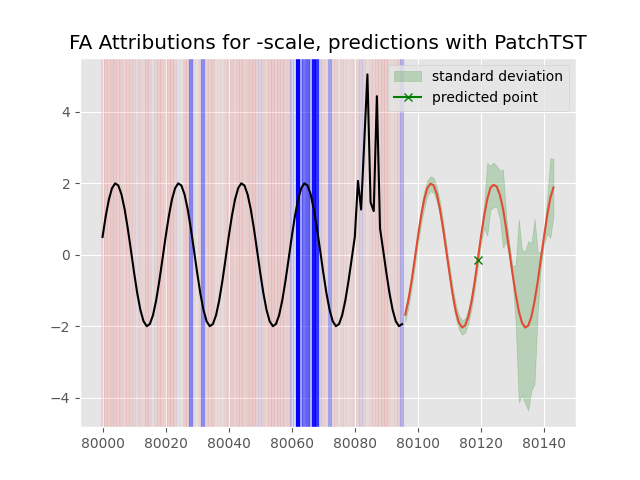 FA Attributions for -scale, predictions with PatchTST
standard deviation
predicted point
4
2
0
−2
−4
80000 80020 80040 80060 80080 80100 80120 80140